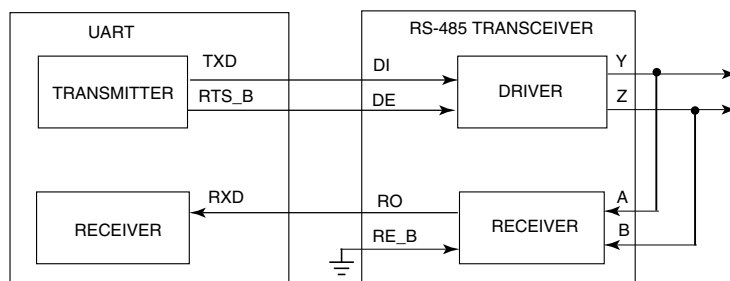 UART
RS-485 TRANSCEIVER
TXD
DI
Y
TRANSMITTER
DRIVER
RTS_B
DE
Z
RXD
RO
A
RECEIVER
RECEIVER
RE_B
B